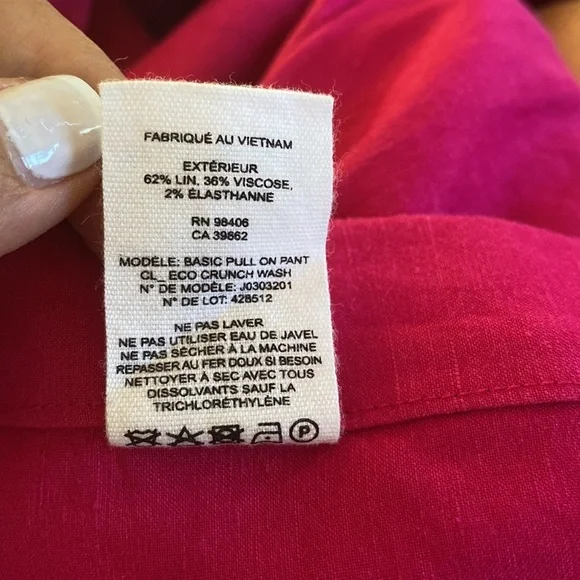 FABRIQUÉ AU VIETNAM
EXTÉRIEUR
62% LIN, 36% VISCOSE,
2% ÉLASTHANNE
RN 98406
CA 39862
MODÈLE: BASIC PULL ON PANT
CL_ ECO CRUNCH WASH
N° DE MODÈLE: J0303201
N° DE LOT: 428512
NE PAS LAVER
NE PAS UTILISER EAU DE JAVEL
NE PAS SÉCHER À LA MACHINE
REPASSER AU FER DOUX SI BESOIN
NETTOYER À SEC AVEC TOUS
DISSOLVANTS SAUF LA
TRICHLORÉTHYLÈNE
P